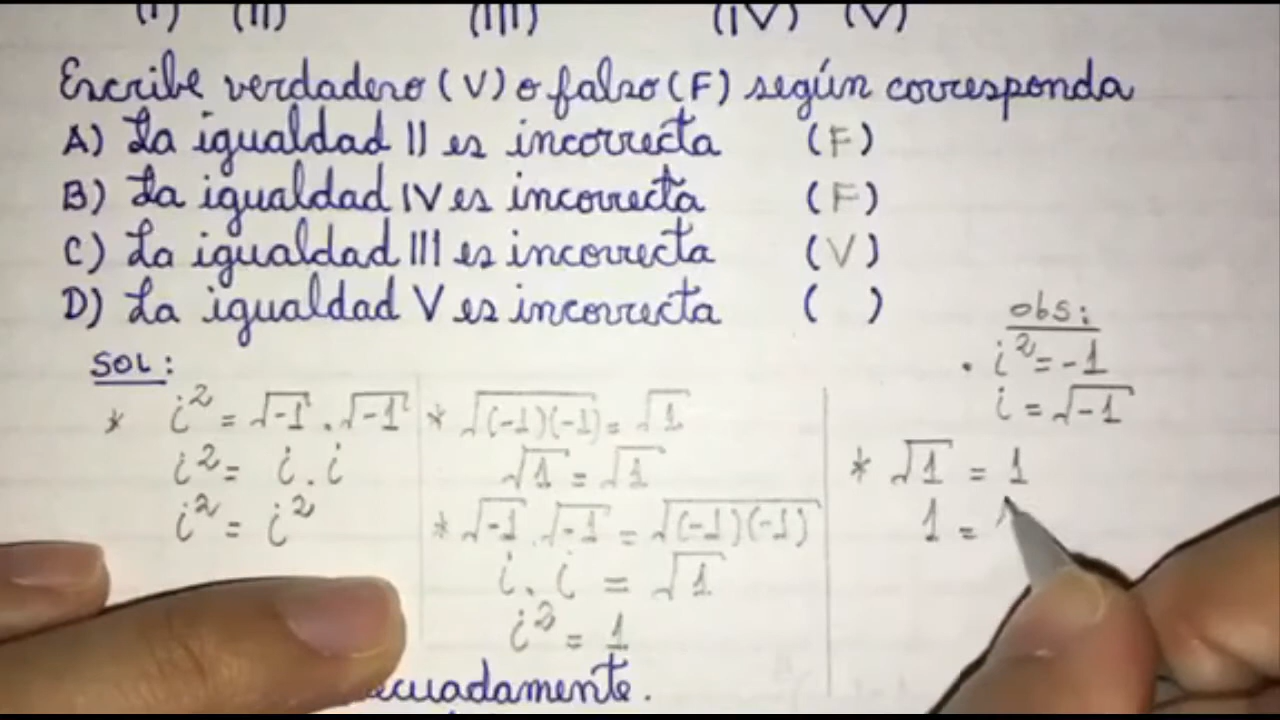 (I) (II) (III) (IV) (V)
Escribe verdadero (V) o falso (F) según corresponda
A) La igualdad II es incorrecta (F)
B) La igualdad IV es incorrecta (F)
C) La igualdad III es incorrecta (V)
D) La igualdad V es incorrecta ( )
SOL:
* i² = √-1 . √-1
i² = i . i
i² = i²
* √(-1)(-1) = √1
√1 = √1
* √-1 . √-1 = √(-1)(-1)
i . i = √1
i² = 1
obs:
. i² = -1
i = √-1
* √1 = 1
1 =
ecuadamente.